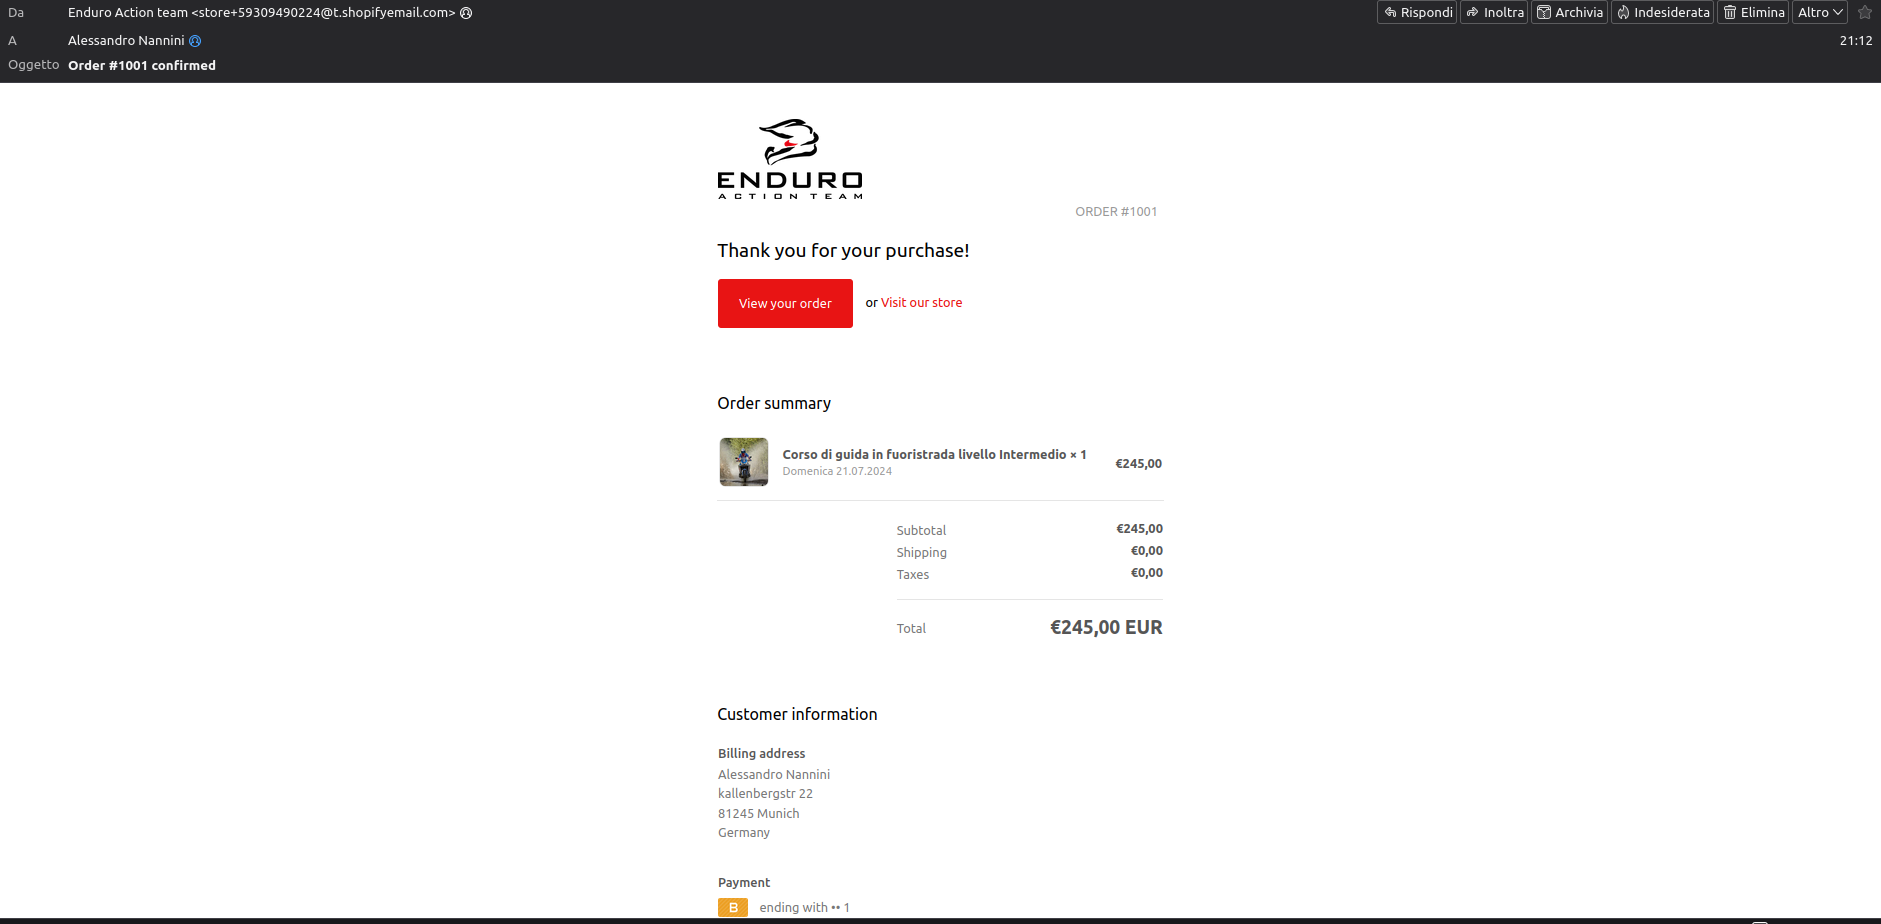 Da Enduro Action team <store+59309490224@t.shopifyemail.com> Rispondi Inoltra Archivia Indesiderata Elimina Altro
A Alessandro Nannini 21:12
Oggetto Order #1001 confirmed
ENDURO
ACTION TEAM
ORDER #1001
Thank you for your purchase!
View your order or Visit our store
Order summary
Corso di guida in fuoristrada livello Intermedio × 1 €245,00
Domenica 21.07.2024
Subtotal €245,00
Shipping €0,00
Taxes €0,00
Total €245,00 EUR
Customer information
Billing address
Alessandro Nannini
kallenbergstr 22
81245 Munich
Germany
Payment
B ending with •• 1